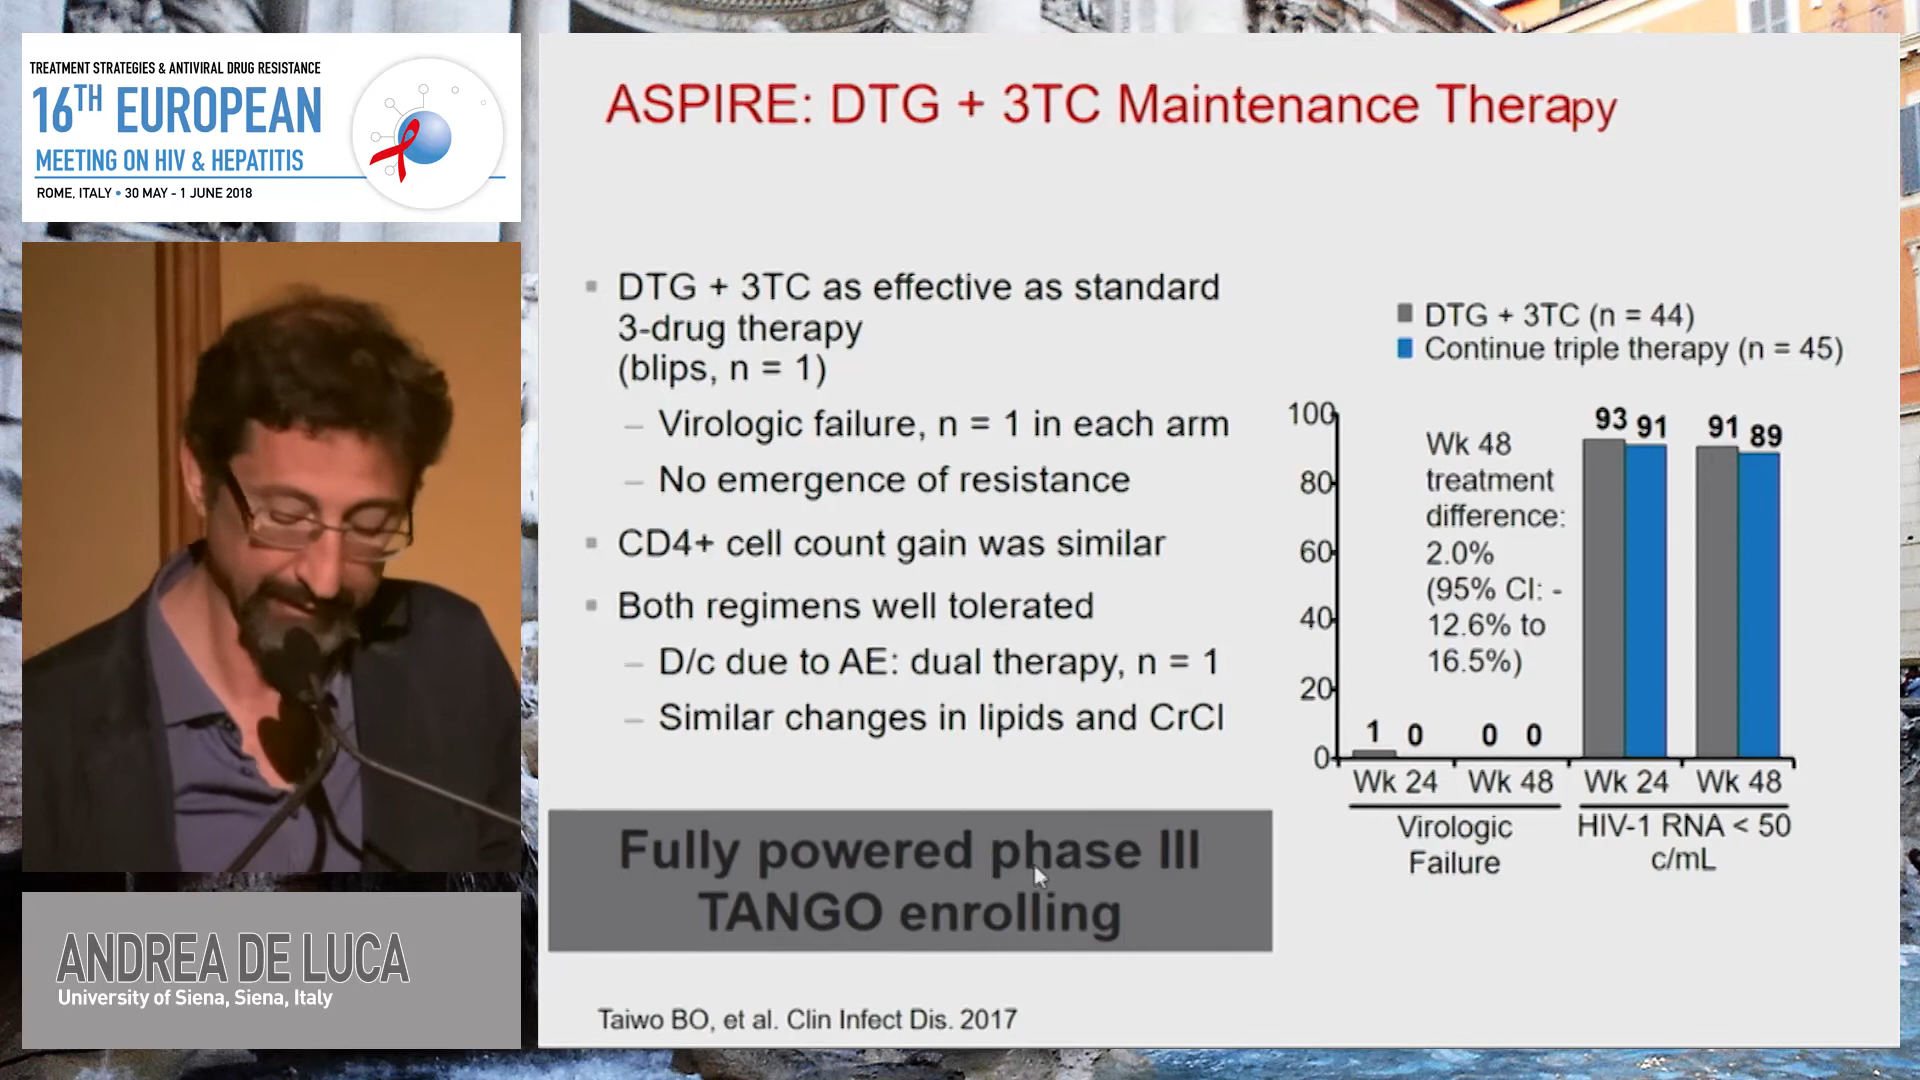 TREATMENT STRATEGIES & ANTIVIRAL DRUG RESISTANCE
16TH EUROPEAN
MEETING ON HIV & HEPATITIS
ROME, ITALY • 30 MAY - 1 JUNE 2018
ANDREA DE LUCA
University of Siena, Siena, Italy
ASPIRE: DTG + 3TC Maintenance Therapy
DTG + 3TC as effective as standard
3-drug therapy
(blips, n = 1)
– Virologic failure, n = 1 in each arm
– No emergence of resistance
CD4+ cell count gain was similar
Both regimens well tolerated
– D/c due to AE: dual therapy, n = 1
– Similar changes in lipids and CrCl
Fully powered phase III
TANGO enrolling
Taiwo BO, et al. Clin Infect Dis. 2017
DTG + 3TC (n = 44)
Continue triple therapy (n = 45)
100
80
60
40
20
0
Wk 48
treatment
difference:
2.0%
(95% CI: -
12.6% to
16.5%)
1 0 0 0 93 91 91 89
Wk 24 Wk 48 Wk 24 Wk 48
Virologic
Failure
HIV-1 RNA < 50
c/mL